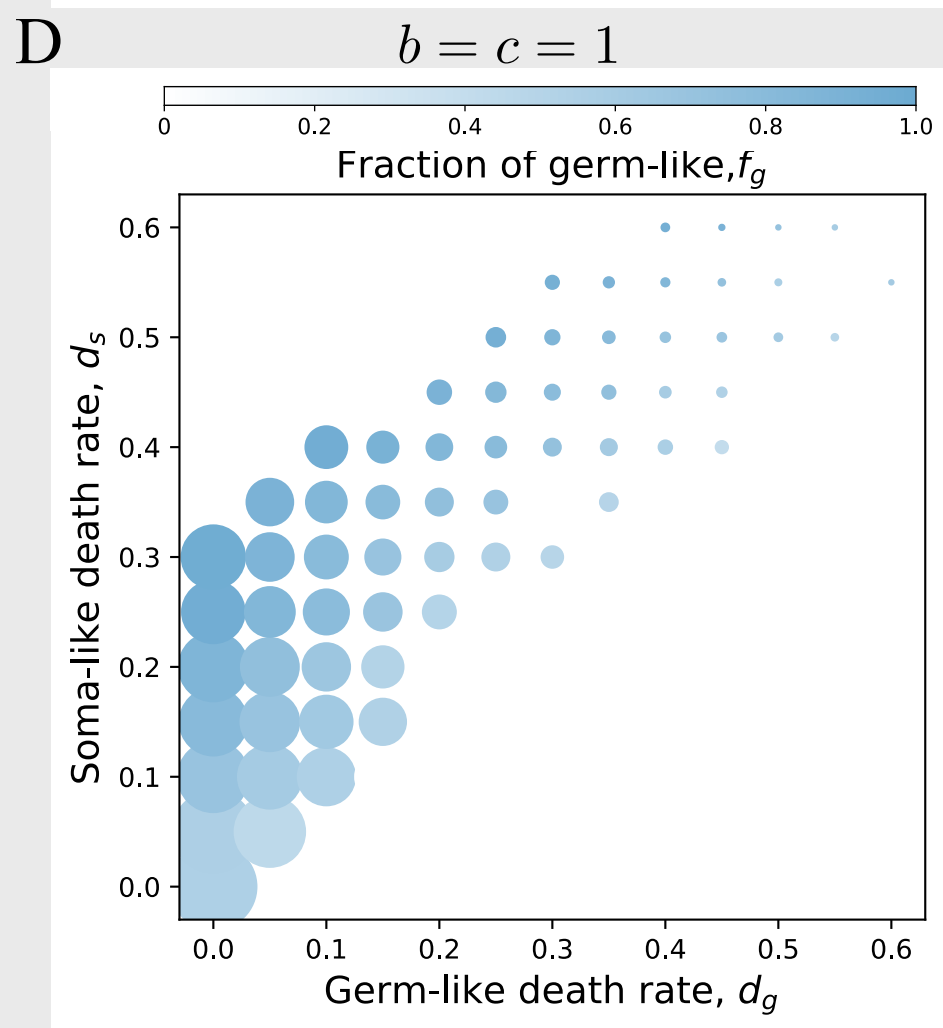 D
b = c = 1
0 0.2 0.4 0.6 0.8 1.0
Fraction of germ-like,f_g
0.6
0.5
0.4
0.3
0.2
0.1
0.0
Soma-like death rate, d_s
0.0 0.1 0.2 0.3 0.4 0.5 0.6
Germ-like death rate, d_g